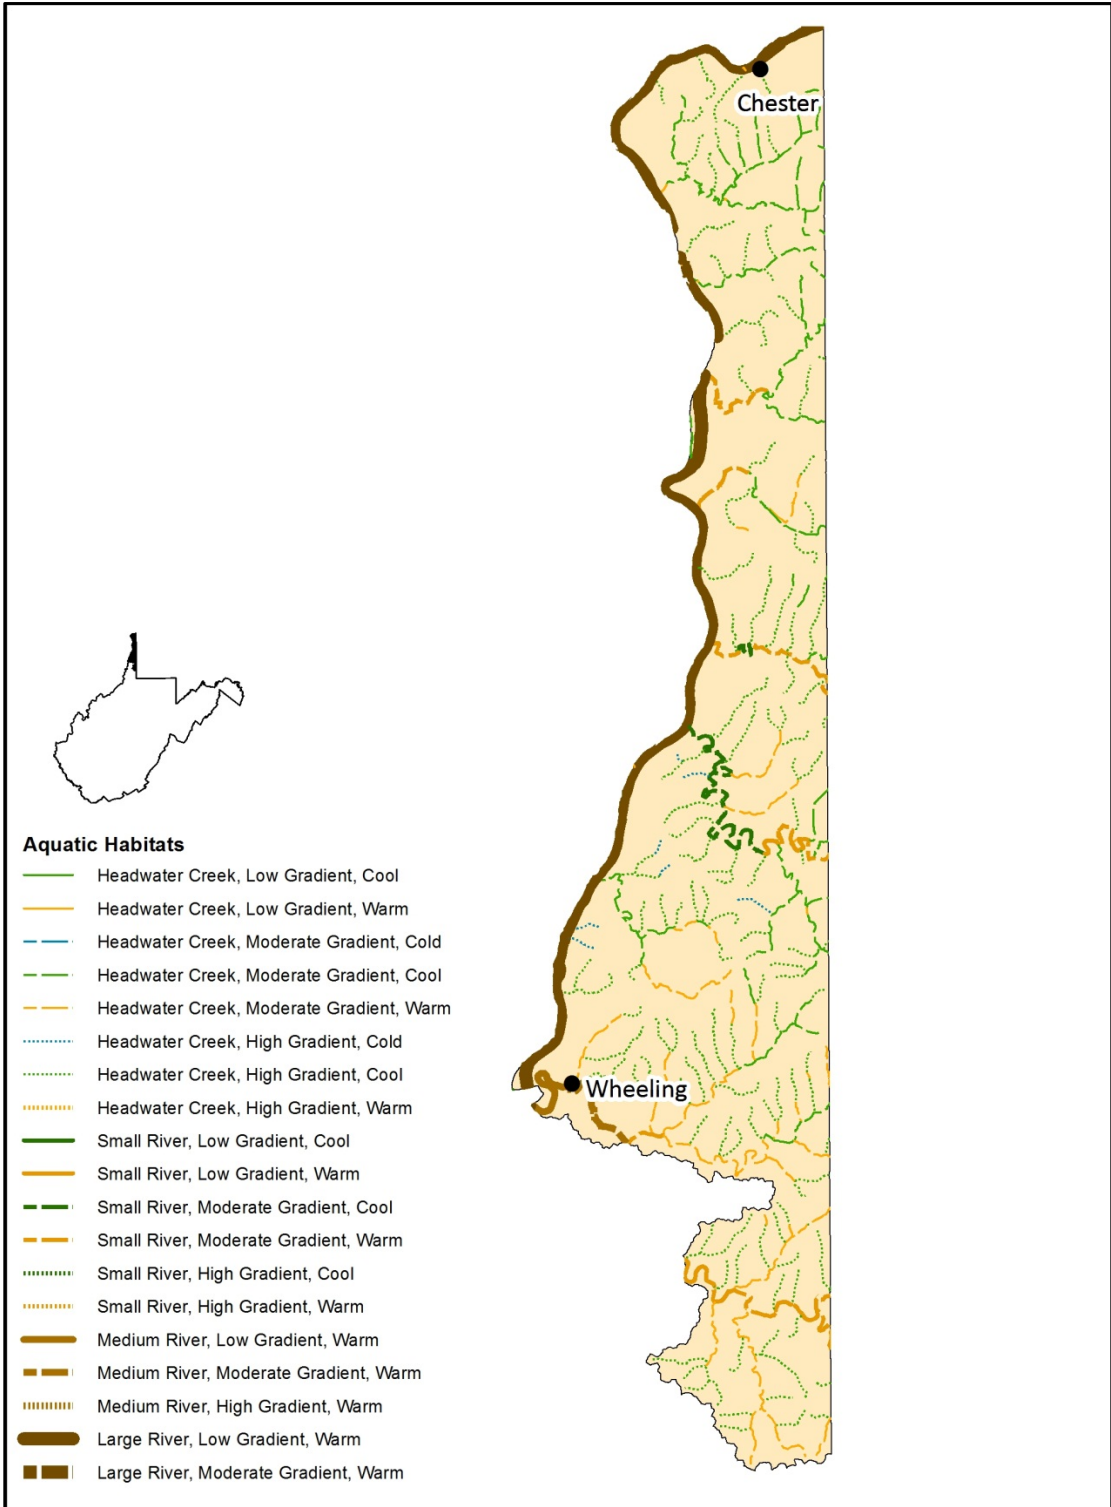 Chester
Wheeling
Aquatic Habitats
Headwater Creek, Low Gradient, Cool
Headwater Creek, Low Gradient, Warm
Headwater Creek, Moderate Gradient, Cold
Headwater Creek, Moderate Gradient, Cool
Headwater Creek, Moderate Gradient, Warm
Headwater Creek, High Gradient, Cold
Headwater Creek, High Gradient, Cool
Headwater Creek, High Gradient, Warm
Small River, Low Gradient, Cool
Small River, Low Gradient, Warm
Small River, Moderate Gradient, Cool
Small River, Moderate Gradient, Warm
Small River, High Gradient, Cool
Small River, High Gradient, Warm
Medium River, Low Gradient, Warm
Medium River, Moderate Gradient, Warm
Medium River, High Gradient, Warm
Large River, Low Gradient, Warm
Large River, Moderate Gradient, Warm